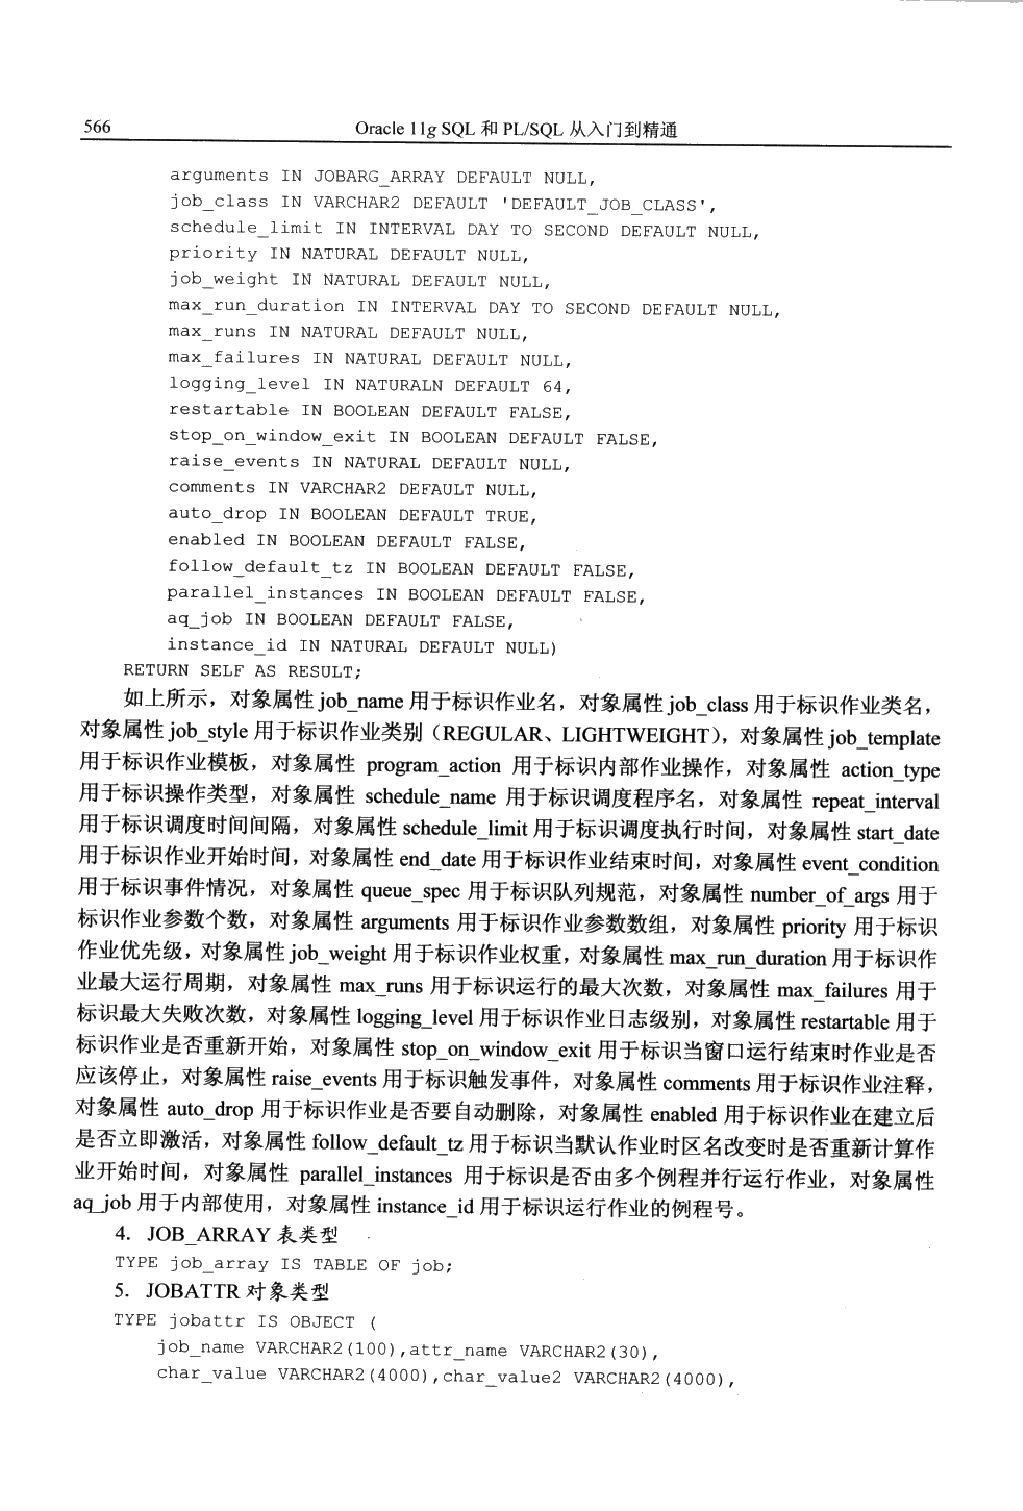 566
Oracle 11g SQL 和 PL/SQL 从入门到精通
arguments IN JOBARG_ARRAY DEFAULT NULL,
job_class IN VARCHAR2 DEFAULT 'DEFAULT_JOB_CLASS',
schedule_limit IN INTERVAL DAY TO SECOND DEFAULT NULL,
priority IN NATURAL DEFAULT NULL,
job_weight IN NATURAL DEFAULT NULL,
max_run_duration IN INTERVAL DAY TO SECOND DEFAULT NULL,
max_runs IN NATURAL DEFAULT NULL,
max_failures IN NATURAL DEFAULT NULL,
logging_level IN NATURALN DEFAULT 64,
restartable IN BOOLEAN DEFAULT FALSE,
stop_on_window_exit IN BOOLEAN DEFAULT FALSE,
raise_events IN NATURAL DEFAULT NULL,
comments IN VARCHAR2 DEFAULT NULL,
auto_drop IN BOOLEAN DEFAULT TRUE,
enabled IN BOOLEAN DEFAULT FALSE,
follow_default_tz IN BOOLEAN DEFAULT FALSE,
parallel_instances IN BOOLEAN DEFAULT FALSE,
aq_job IN BOOLEAN DEFAULT FALSE,
instance_id IN NATURAL DEFAULT NULL)
RETURN SELF AS RESULT;
如上所示，对象属性 job_name 用于标识作业名，对象属性 job_class 用于标识作业类名，
对象属性 job_style 用于标识作业类别（REGULAR、LIGHTWEIGHT），对象属性 job_template
用于标识作业模板，对象属性 program_action 用于标识内部作业操作，对象属性 action_type
用于标识操作类型，对象属性 schedule_name 用于标识调度程序名，对象属性 repeat_interval
用于标识调度时间间隔，对象属性 schedule_limit 用于标识调度执行时间，对象属性 start_date
用于标识作业开始时间，对象属性 end_date 用于标识作业结束时间，对象属性 event_condition
用于标识事件情况，对象属性 queue_spec 用于标识队列规范，对象属性 number_of_args 用于
标识作业参数个数，对象属性 arguments 用于标识作业参数数组，对象属性 priority 用于标识
作业优先级，对象属性 job_weight 用于标识作业权重，对象属性 max_run_duration 用于标识作
业最大运行周期，对象属性 max_runs 用于标识运行的最大次数，对象属性 max_failures 用于
标识最大失败次数，对象属性 logging_level 用于标识作业日志级别，对象属性 restartable 用于
标识作业是否重新开始，对象属性 stop_on_window_exit 用于标识当窗口运行结束时作业是否
应该停止，对象属性 raise_events 用于标识触发事件，对象属性 comments 用于标识作业注释，
对象属性 auto_drop 用于标识作业是否要自动删除，对象属性 enabled 用于标识作业在建立后
是否立即激活，对象属性 follow_default_tz 用于标识当默认作业时区名改变时是否重新计算作
业开始时间，对象属性 parallel_instances 用于标识是否由多个例程并行运行作业，对象属性
aq_job 用于内部使用，对象属性 instance_id 用于标识运行作业的例程号。
4. JOB_ARRAY 表类型
TYPE job_array IS TABLE OF job;
5. JOBATTR 对象类型
TYPE jobattr IS OBJECT (
job_name VARCHAR2(100),attr_name VARCHAR2(30),
char_value VARCHAR2(4000),char_value2 VARCHAR2(4000),